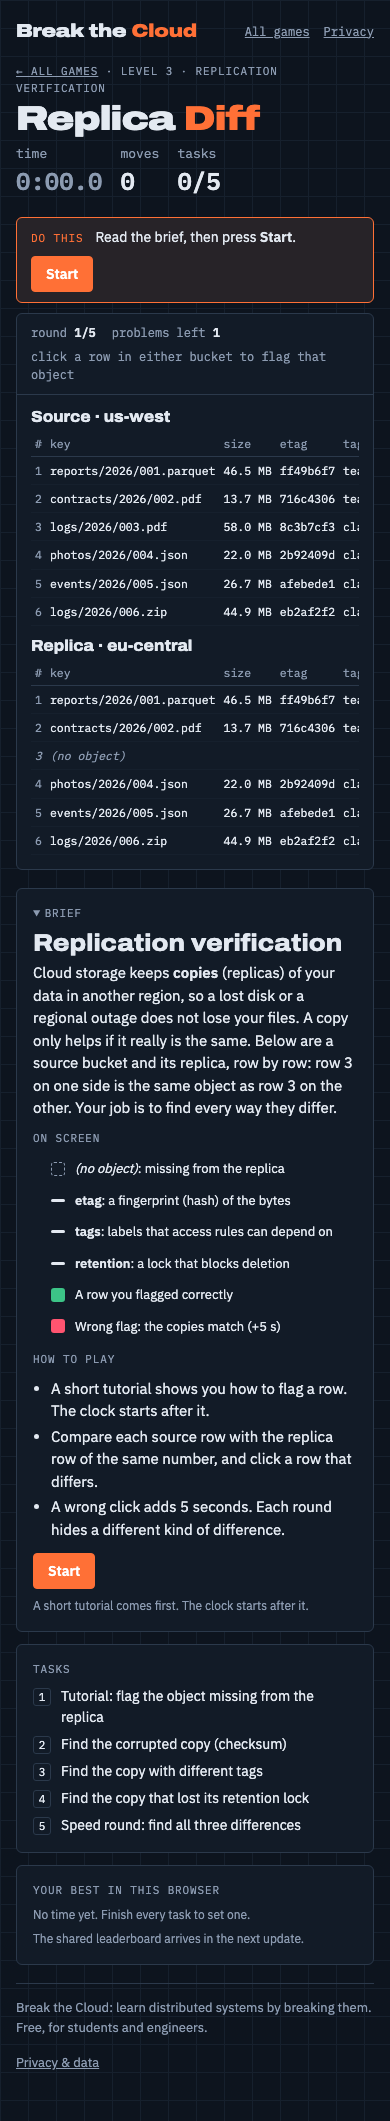 Break the Cloud
All games Privacy
← ALL GAMES · LEVEL 3 · REPLICATION
VERIFICATION
Replica Diff
time moves tasks
0:00.0 0 0/5
DO THIS Read the brief, then press Start.
Start
round 1/5 problems left 1
click a row in either bucket to flag that
object
Source · us-west
# key size etag tag
1 reports/2026/001.parquet 46.5 MB ff49b6f7 tea
2 contracts/2026/002.pdf 13.7 MB 716c4306 tea
3 logs/2026/003.pdf 58.0 MB 8c3b7cf3 cla
4 photos/2026/004.json 22.0 MB 2b92409d cla
5 events/2026/005.json 26.7 MB afebede1 cla
6 logs/2026/006.zip 44.9 MB eb2af2f2 cla
Replica · eu-central
# key size etag tag
1 reports/2026/001.parquet 46.5 MB ff49b6f7 tea
2 contracts/2026/002.pdf 13.7 MB 716c4306 tea
3 (no object)
4 photos/2026/004.json 22.0 MB 2b92409d cla
5 events/2026/005.json 26.7 MB afebede1 cla
6 logs/2026/006.zip 44.9 MB eb2af2f2 cla
▼ BRIEF
Replication verification
Cloud storage keeps copies (replicas) of your
data in another region, so a lost disk or a
regional outage does not lose your files. A copy
only helps if it really is the same. Below are a
source bucket and its replica, row by row: row 3
on one side is the same object as row 3 on the
other. Your job is to find every way they differ.
ON SCREEN
(no object): missing from the replica
etag: a fingerprint (hash) of the bytes
tags: labels that access rules can depend on
retention: a lock that blocks deletion
A row you flagged correctly
Wrong flag: the copies match (+5 s)
HOW TO PLAY
• A short tutorial shows you how to flag a row.
The clock starts after it.
• Compare each source row with the replica
row of the same number, and click a row that
differs.
• A wrong click adds 5 seconds. Each round
hides a different kind of difference.
Start
A short tutorial comes first. The clock starts after it.
TASKS
1 Tutorial: flag the object missing from the
replica
2 Find the corrupted copy (checksum)
3 Find the copy with different tags
4 Find the copy that lost its retention lock
5 Speed round: find all three differences
YOUR BEST IN THIS BROWSER
No time yet. Finish every task to set one.
The shared leaderboard arrives in the next update.
Break the Cloud: learn distributed systems by breaking them.
Free, for students and engineers.
Privacy & data